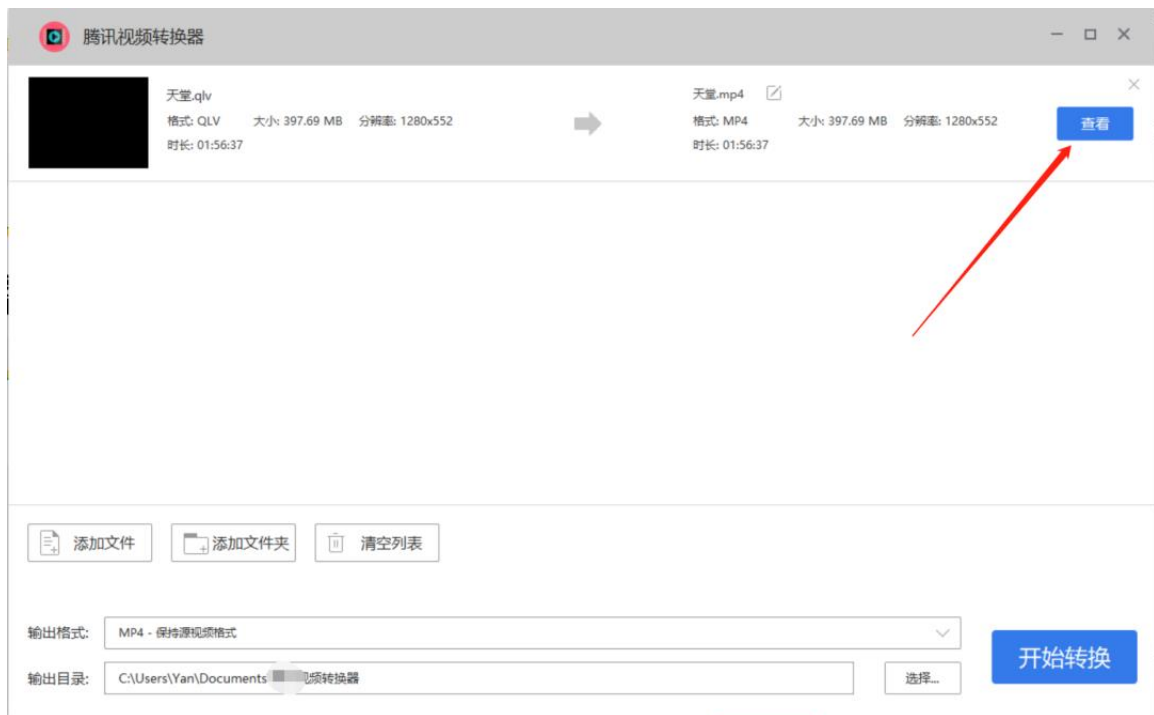 腾讯视频转换器
天堂.qlv
格式: QLV 大小: 397.69 MB 分辨率: 1280x552
时长: 01:56:37
天堂.mp4
格式: MP4 大小: 397.69 MB 分辨率: 1280x552
时长: 01:56:37
查看
添加文件 添加文件夹 清空列表
输出格式: MP4 - 保持源视频格式
开始转换
输出目录: C:\Users\Yan\Documents 视频转换器 选择...